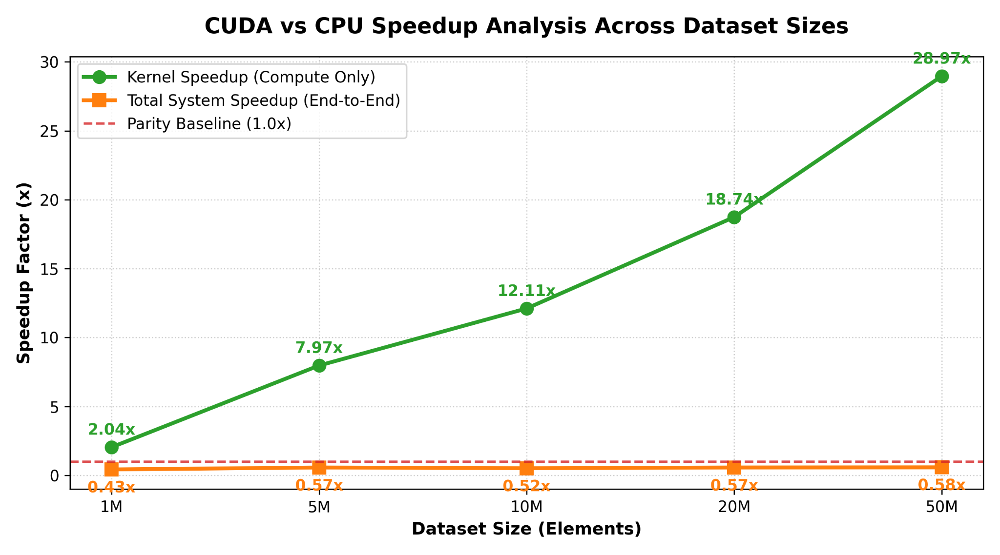 CUDA vs CPU Speedup Analysis Across Dataset Sizes
Speedup Factor (x)
30
25
20
15
10
5
0
Kernel Speedup (Compute Only)
Total System Speedup (End-to-End)
Parity Baseline (1.0x)
2.04x
7.97x
12.11x
18.74x
28.97x
0.43x
0.57x
0.52x
0.57x
0.58x
1M
5M
10M
20M
50M
Dataset Size (Elements)